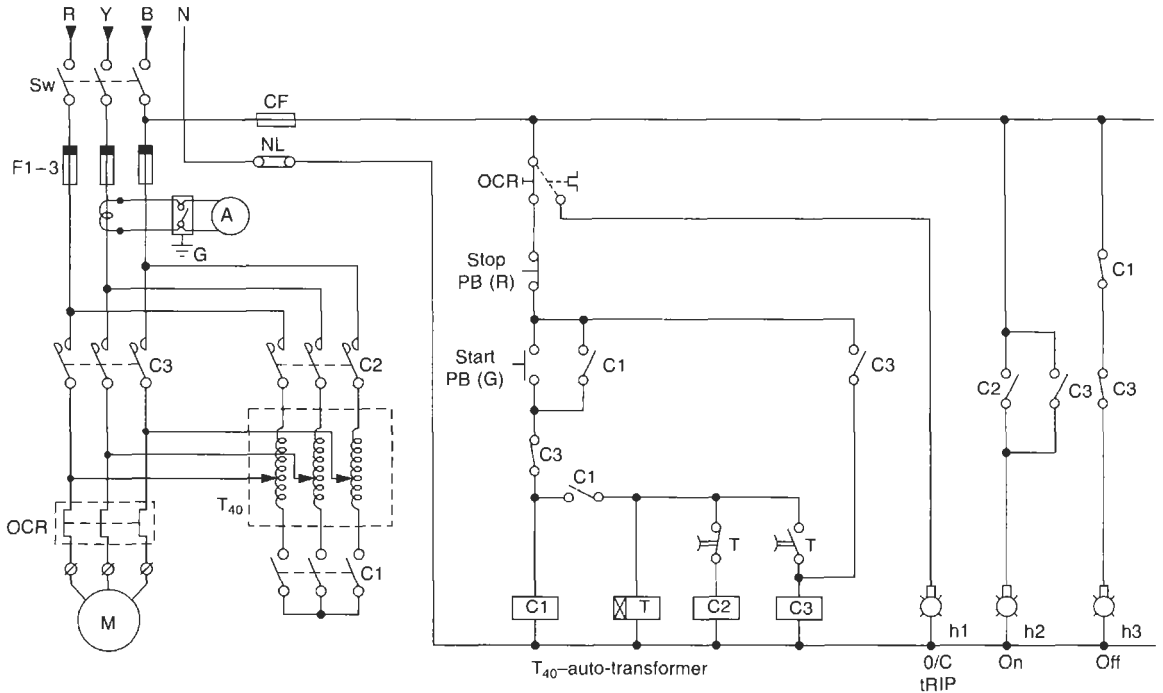 R Y B N
Sw
CF
NL
F1–3
A
G
OCR
Stop
PB (R)
C1
C3
C2
Start
PB (G)
C1
C3
C2
C3
C3
C3
C1
T40
T
T
OCR
C1
M
C1
T
C2
C3
h1
h2
h3
T40–auto-transformer
0/C
tRIP
On
Off